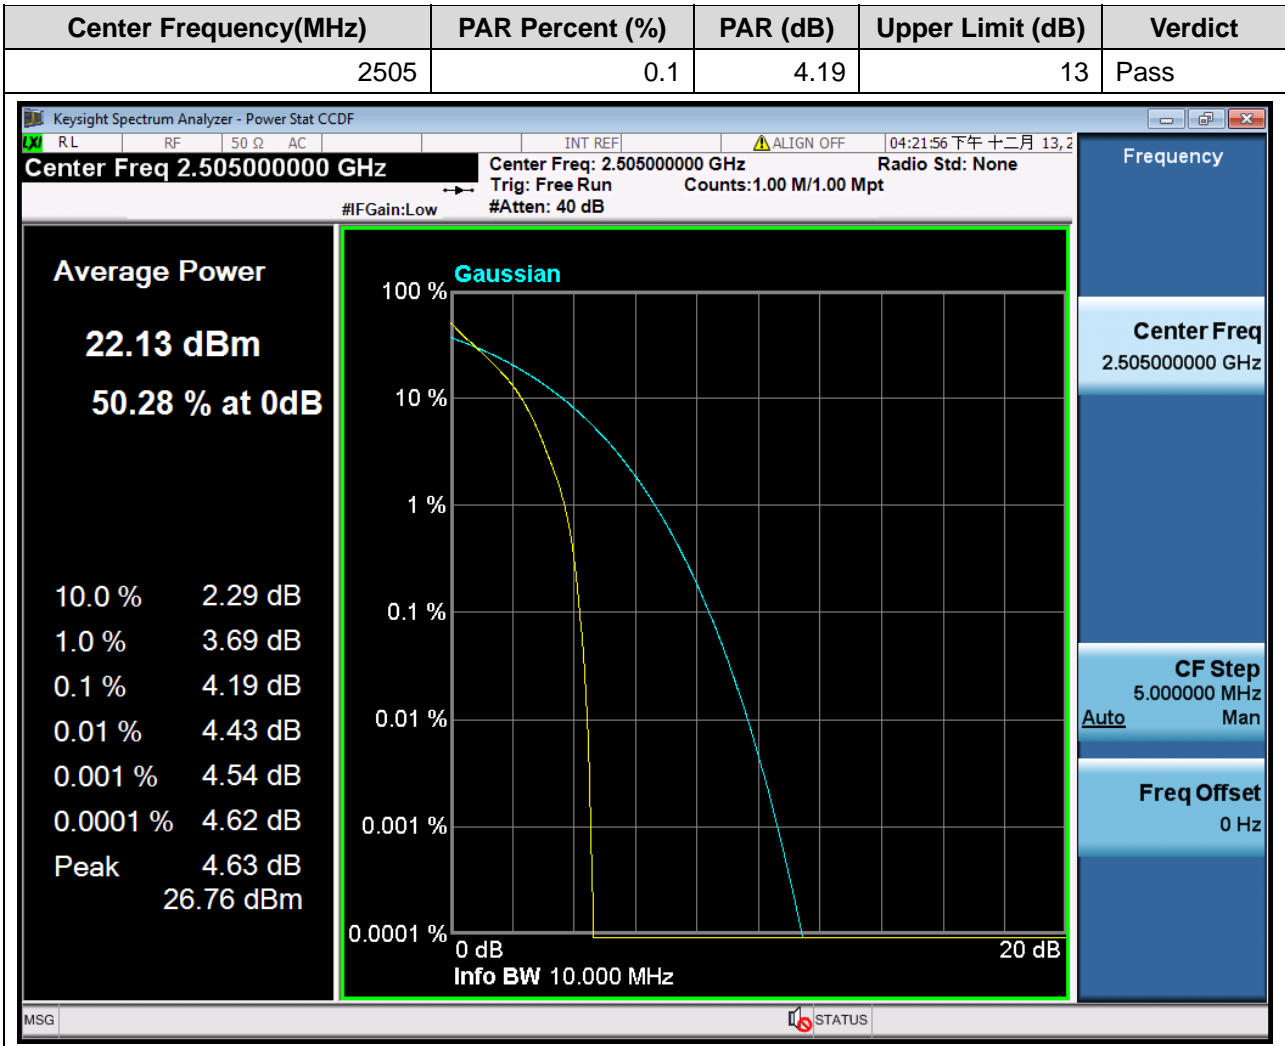 Center Frequency(MHz) PAR Percent (%) PAR (dB) Upper Limit (dB) Verdict
2505 0.1 4.19 13 Pass
Keysight Spectrum Analyzer - Power Stat CCDF
LXI RL RF 50 Ω AC INT REF ALIGN OFF 04:21:56 下午 十二月 13, 2
Center Freq 2.505000000 GHz
#IFGain:Low
Center Freq: 2.505000000 GHz Radio Std: None
Trig: Free Run Counts:1.00 M/1.00 Mpt
#Atten: 40 dB
Average Power
22.13 dBm
50.28 % at 0dB
10.0 % 2.29 dB
1.0 % 3.69 dB
0.1 % 4.19 dB
0.01 % 4.43 dB
0.001 % 4.54 dB
0.0001 % 4.62 dB
Peak 4.63 dB
26.76 dBm
Gaussian
100 %
10 %
1 %
0.1 %
0.01 %
0.001 %
0.0001 %
0 dB 20 dB
Info BW 10.000 MHz
Frequency
Center Freq
2.505000000 GHz
CF Step
5.000000 MHz
Auto Man
Freq Offset
0 Hz
MSG STATUS